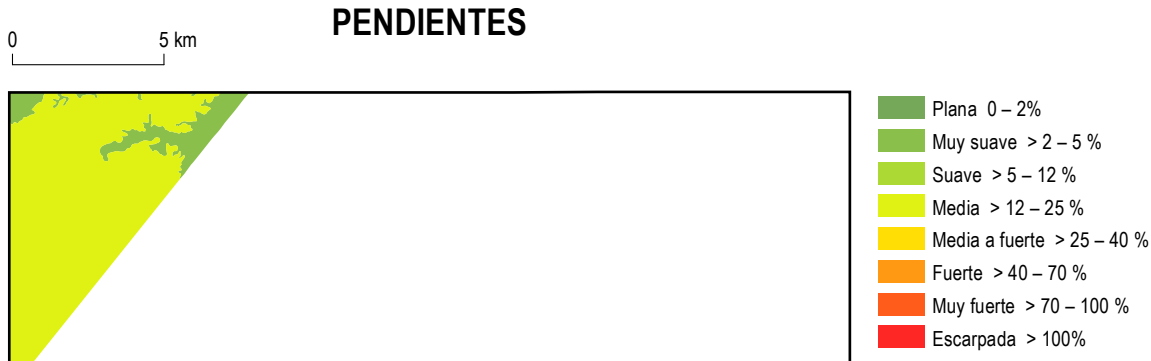 PENDIENTES
0 5 km
Plana 0 – 2%
Muy suave > 2 – 5 %
Suave > 5 – 12 %
Media > 12 – 25 %
Media a fuerte > 25 – 40 %
Fuerte > 40 – 70 %
Muy fuerte > 70 – 100 %
Escarpada > 100%